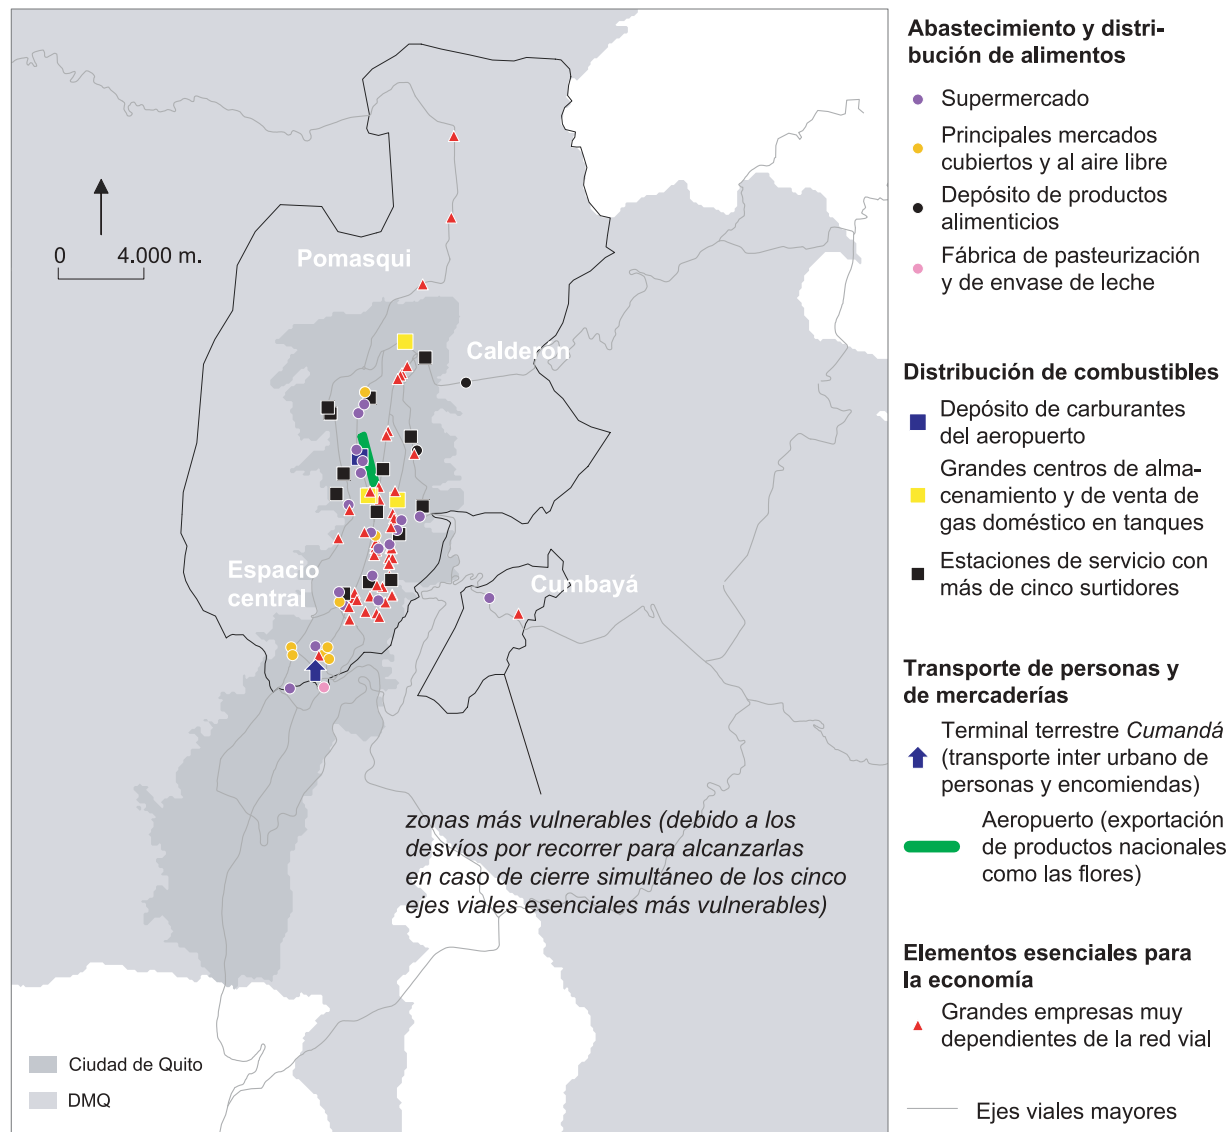 0
4.000 m.
Pomasqui
Calderón
Espacio
central
Cumbayá
zonas más vulnerables (debido a los
desvíos por recorrer para alcanzarlas
en caso de cierre simultáneo de los cinco
ejes viales esenciales más vulnerables)
Ciudad de Quito
DMQ
Abastecimiento y distri-
bución de alimentos
Supermercado
Principales mercados
cubiertos y al aire libre
Depósito de productos
alimenticios
Fábrica de pasteurización
y de envase de leche
Distribución de combustibles
Depósito de carburantes
del aeropuerto
Grandes centros de alma-
cenamiento y de venta de
gas doméstico en tanques
Estaciones de servicio con
más de cinco surtidores
Transporte de personas y
de mercaderías
Terminal terrestre Cumandá
(transporte inter urbano de
personas y encomiendas)
Aeropuerto (exportación
de productos nacionales
como las flores)
Elementos esenciales para
la economía
Grandes empresas muy
dependientes de la red vial
Ejes viales mayores